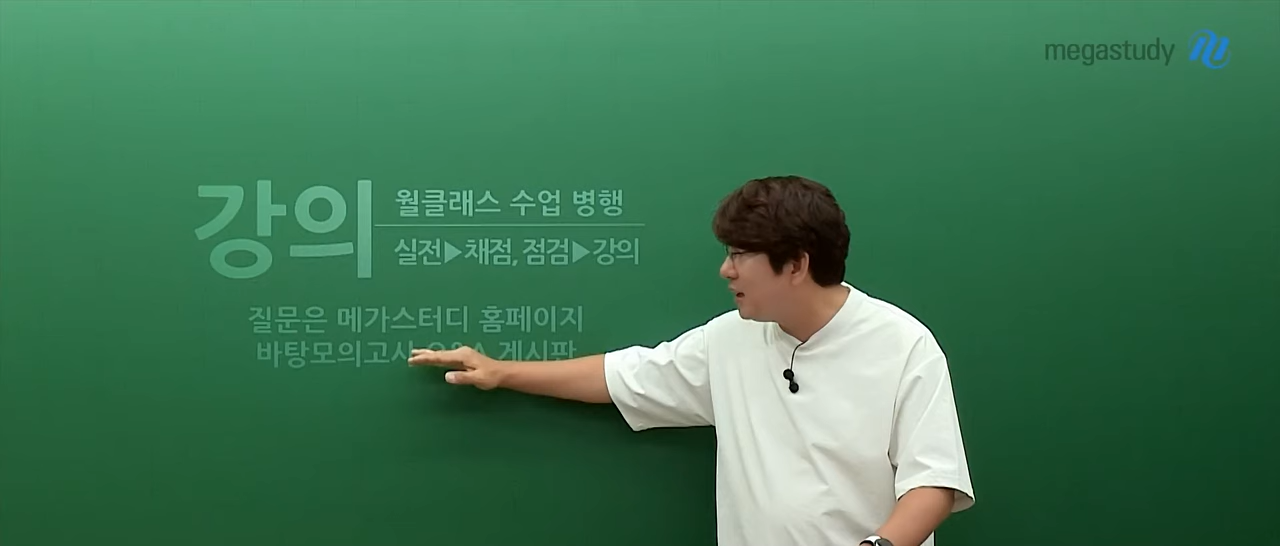 megastudy
강의
월클래스 수업 병행
실전▶채점, 점검▶강의
질문은 메가스터디 홈페이지
바탕모의고사 Q&A 게시판